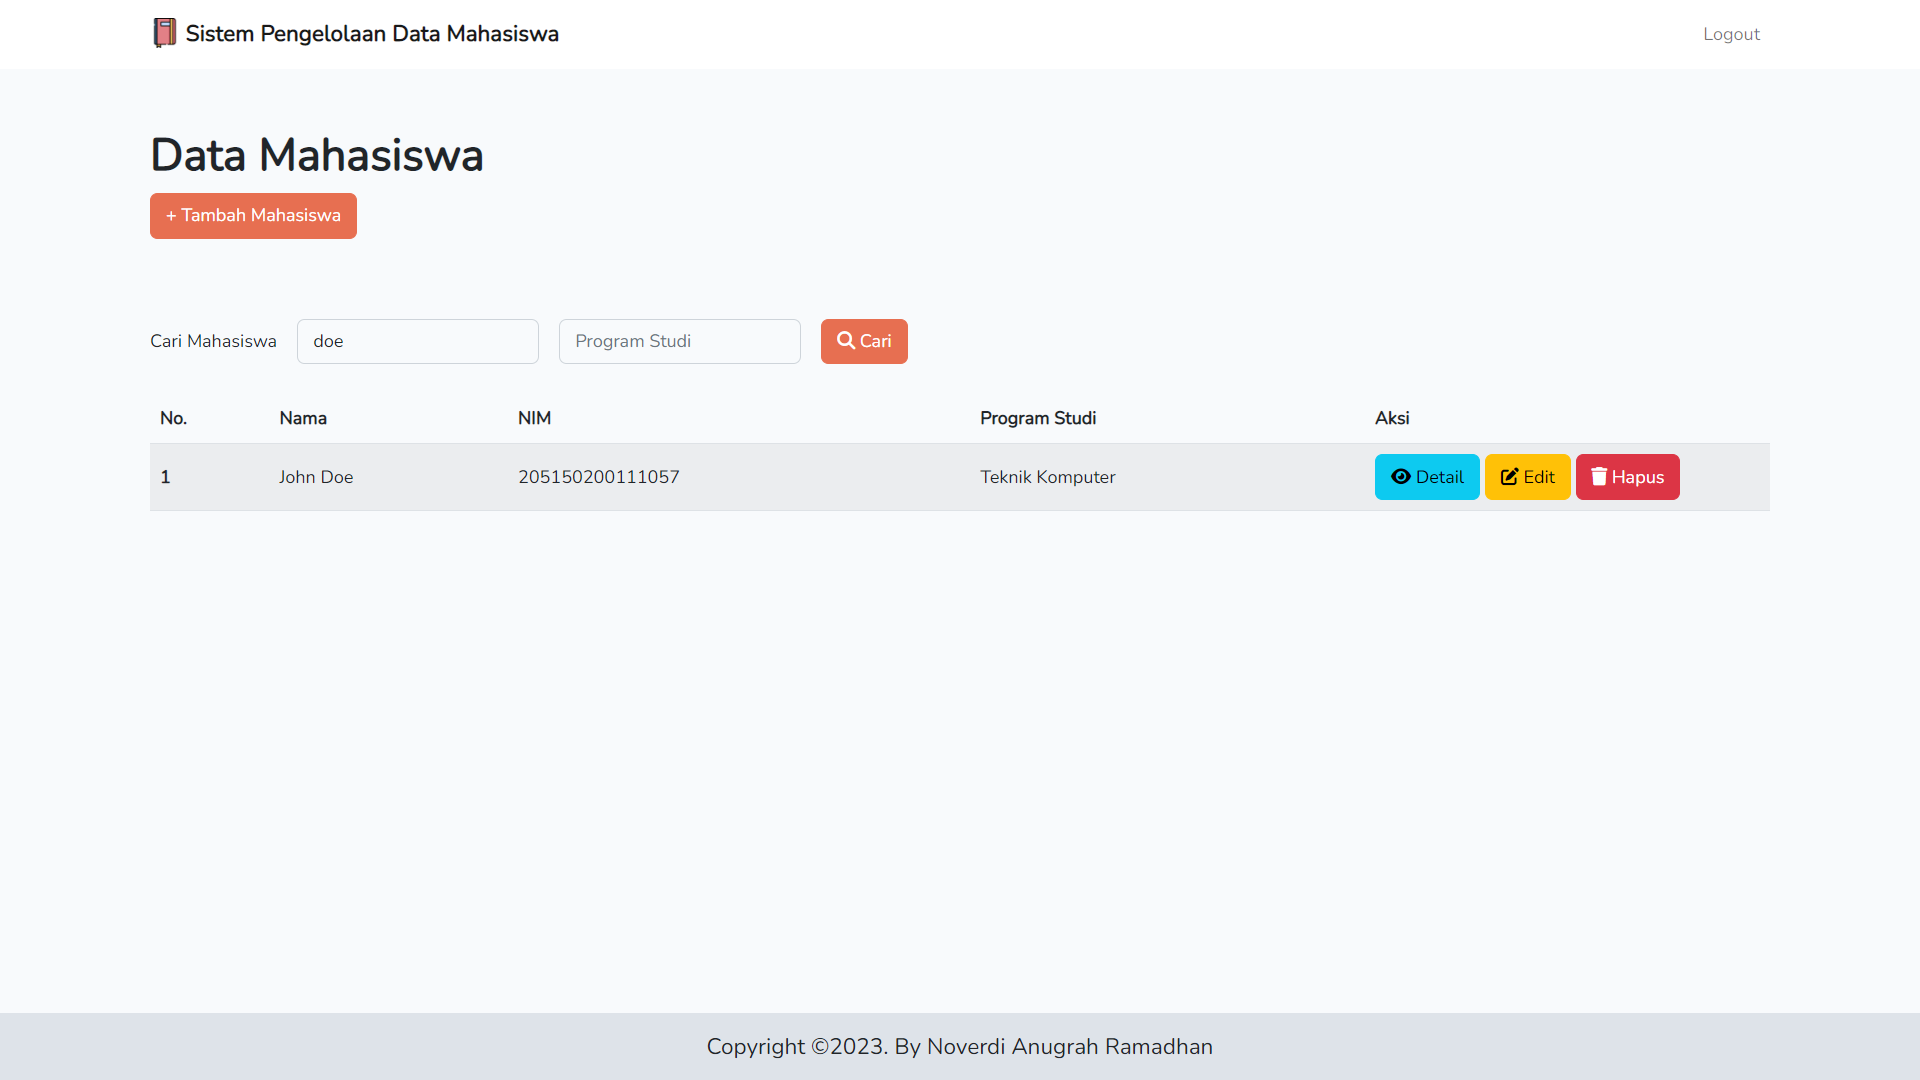 Sistem Pengelolaan Data Mahasiswa
Logout
Data Mahasiswa
+ Tambah Mahasiswa
Cari Mahasiswa doe Program Studi Cari
No. Nama NIM Program Studi Aksi
1 John Doe 205150200111057 Teknik Komputer Detail Edit Hapus
Copyright ©2023. By Noverdi Anugrah Ramadhan